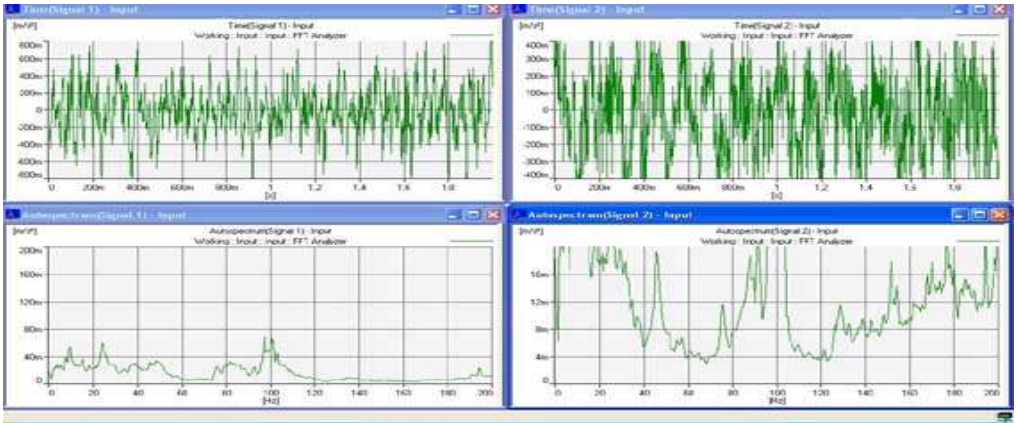 Time(Signal 1) - Input
[m/s²]
Time(Signal 1) - Input
Working : Input : Input : FFT Analyzer
800m
600m
400m
200m
0
-200m
-400m
-600m
-800m
0 200m 400m 600m 800m 1 1.2 1.4 1.6 1.8
[s]
Time(Signal 2) - Input
[m/s²]
Time(Signal 2) - Input
Working : Input : Input : FFT Analyzer
400m
300m
100m
0
-100m
-200m
-300m
-400m
0 200m 400m 600m 800m 1 1.2 1.4 1.6 1.8
[s]
Autospectrum(Signal 1) - Input
[m/s²]
Autospectrum(Signal 1) - Input
Working : Input : Input : FFT Analyzer
200m
160m
120m
80m
40m
0
0 20 40 60 80 100 120 140 160 180 200
[Hz]
Autospectrum(Signal 2) - Input
[m/s²]
Autospectrum(Signal 2) - Input
Working : Input : Input : FFT Analyzer
16m
12m
8m
4m
0
0 20 40 60 80 100 120 140 160 180 200
[Hz]